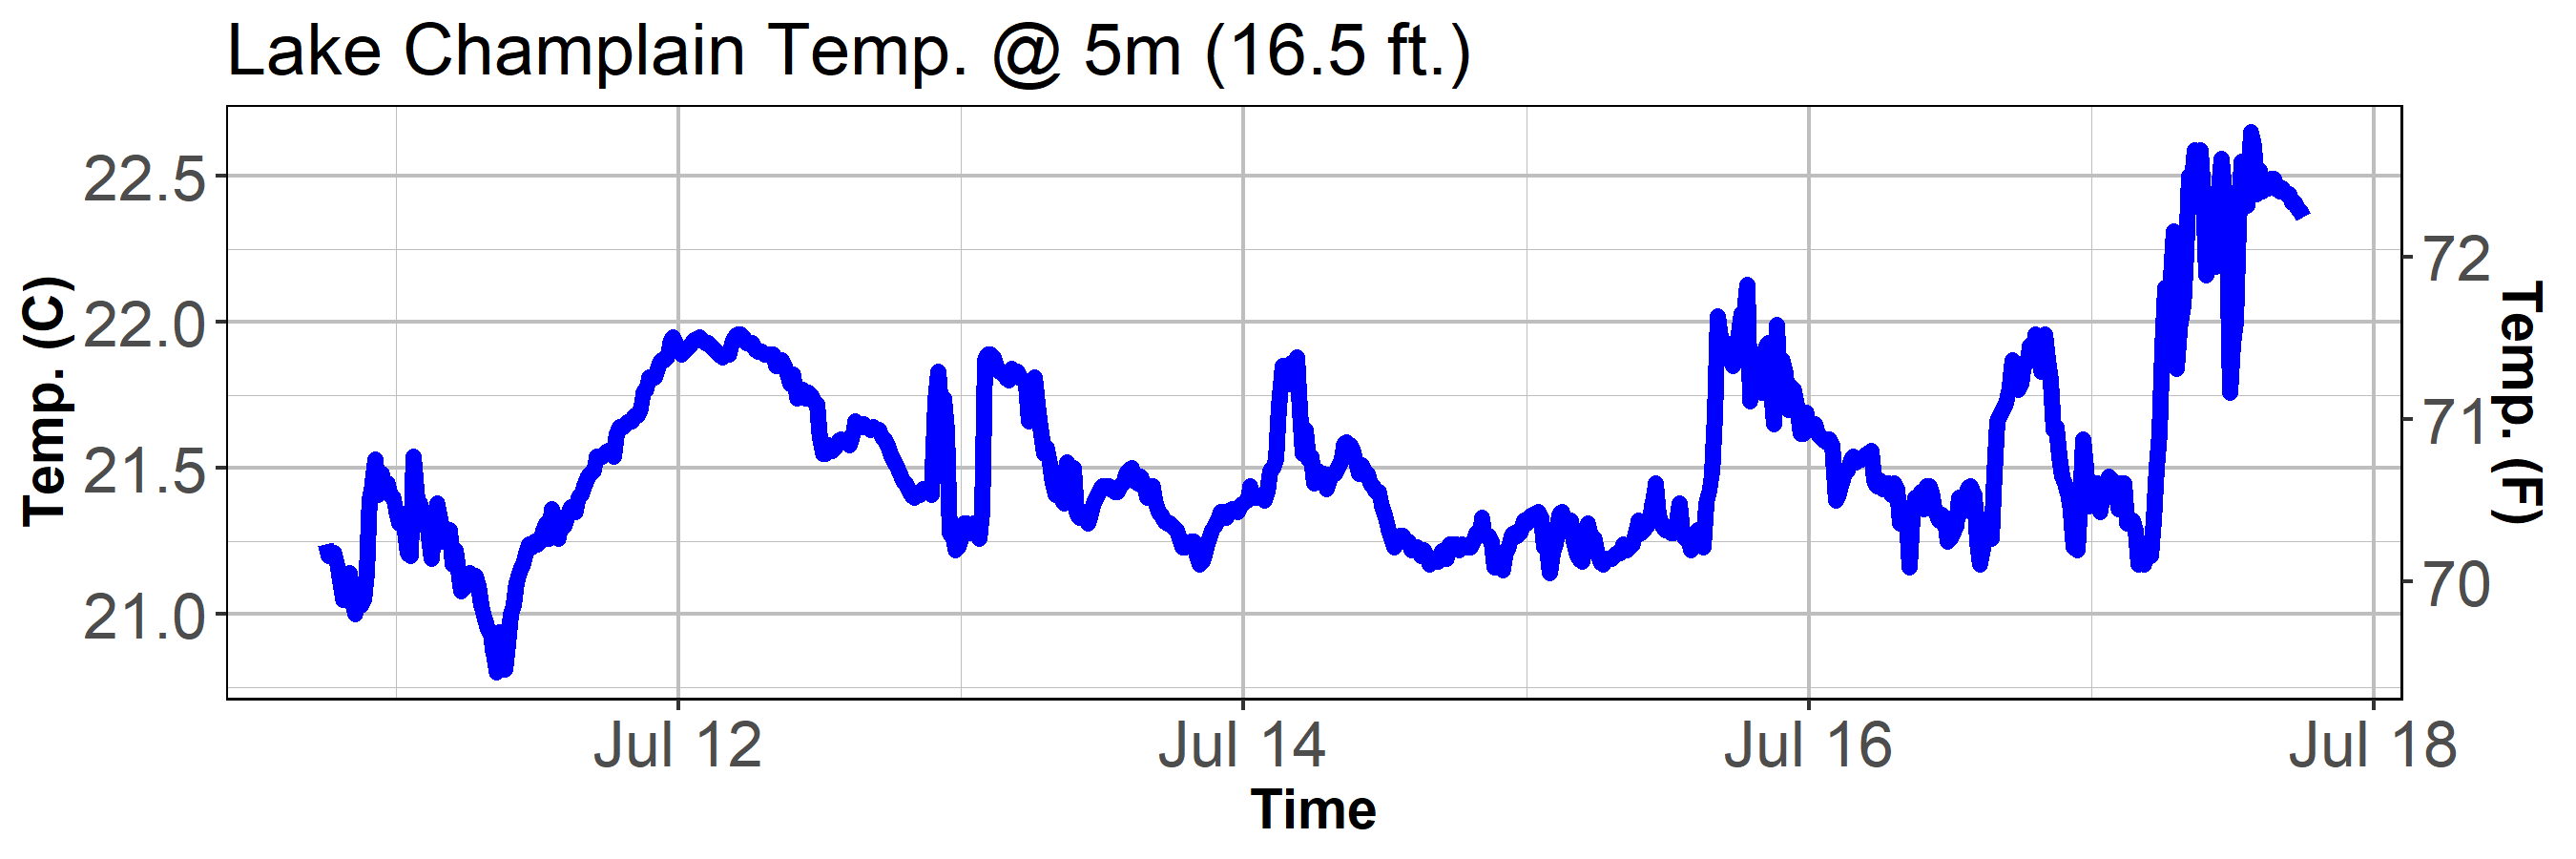 Lake Champlain Temp. @ 5m (16.5 ft.)
Temp. (C)
22.5
22.0
21.5
21.0
72
71
70
Temp. (F)
Jul 12
Jul 14
Jul 16
Jul 18
Time